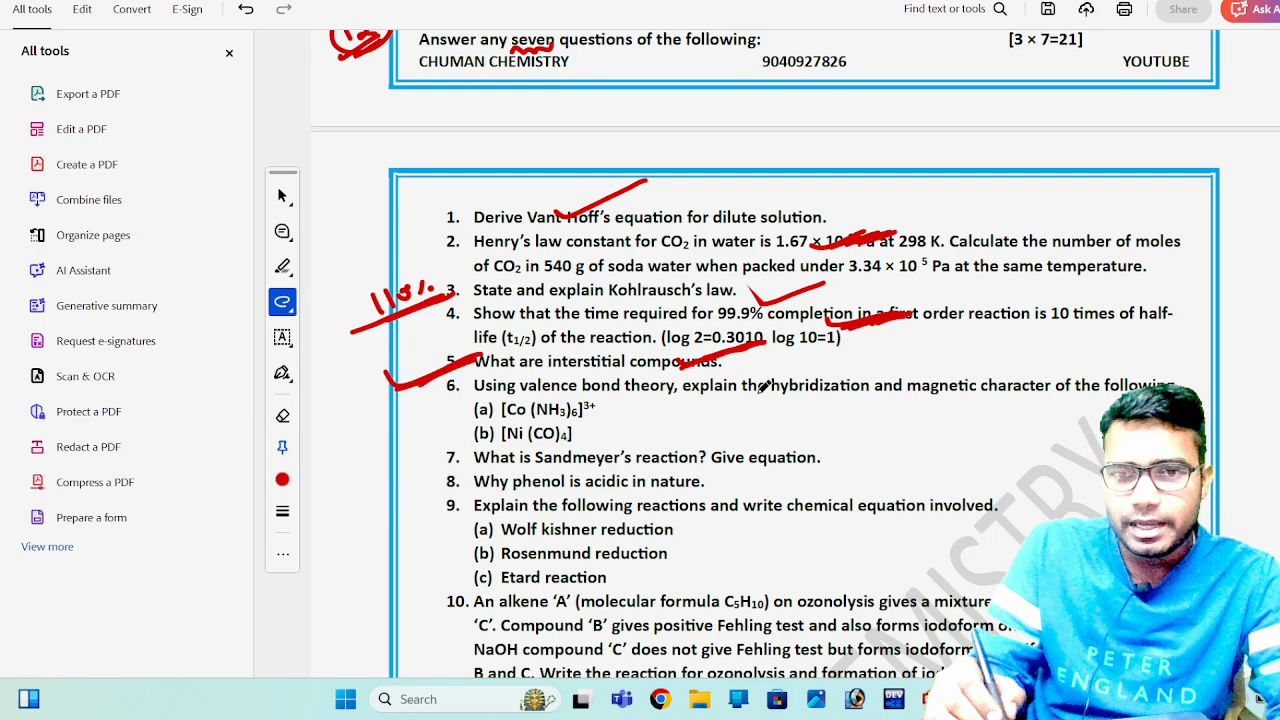 All tools Edit Convert E-Sign Find text or tools Share Ask A
All tools
Export a PDF
Edit a PDF
Create a PDF
Combine files
Organize pages
AI Assistant
Generative summary
Request e-signatures
Scan & OCR
Protect a PDF
Redact a PDF
Compress a PDF
Prepare a form
View more
Answer any seven questions of the following: [3 × 7=21]
CHUMAN CHEMISTRY 9040927826 YOUTUBE
1. Derive Vant Hoff's equation for dilute solution.
2. Henry's law constant for CO₂ in water is 1.67 × 10 at 298 K. Calculate the number of moles
of CO₂ in 540 g of soda water when packed under 3.34 × 10 ⁵ Pa at the same temperature.
3. State and explain Kohlrausch's law.
110%
4. Show that the time required for 99.9% completion in a first order reaction is 10 times of half-
life (t₁/₂) of the reaction. (log 2=0.3010, log 10=1)
5. What are interstitial compounds.
6. Using valence bond theory, explain the hybridization and magnetic character of the following
(a) [Co (NH₃)₆]³⁺
(b) [Ni (CO)₄]
7. What is Sandmeyer's reaction? Give equation.
8. Why phenol is acidic in nature.
9. Explain the following reactions and write chemical equation involved.
(a) Wolf kishner reduction
(b) Rosenmund reduction
(c) Etard reaction
10. An alkene 'A' (molecular formula C₅H₁₀) on ozonolysis gives a mixture
'C'. Compound 'B' gives positive Fehling test and also forms iodoform
NaOH compound 'C' does not give Fehling test but forms iodoform
B and C. Write the reaction for ozonolysis and formation of
MISTRY
PETER
ENGLAND
Search
DEV